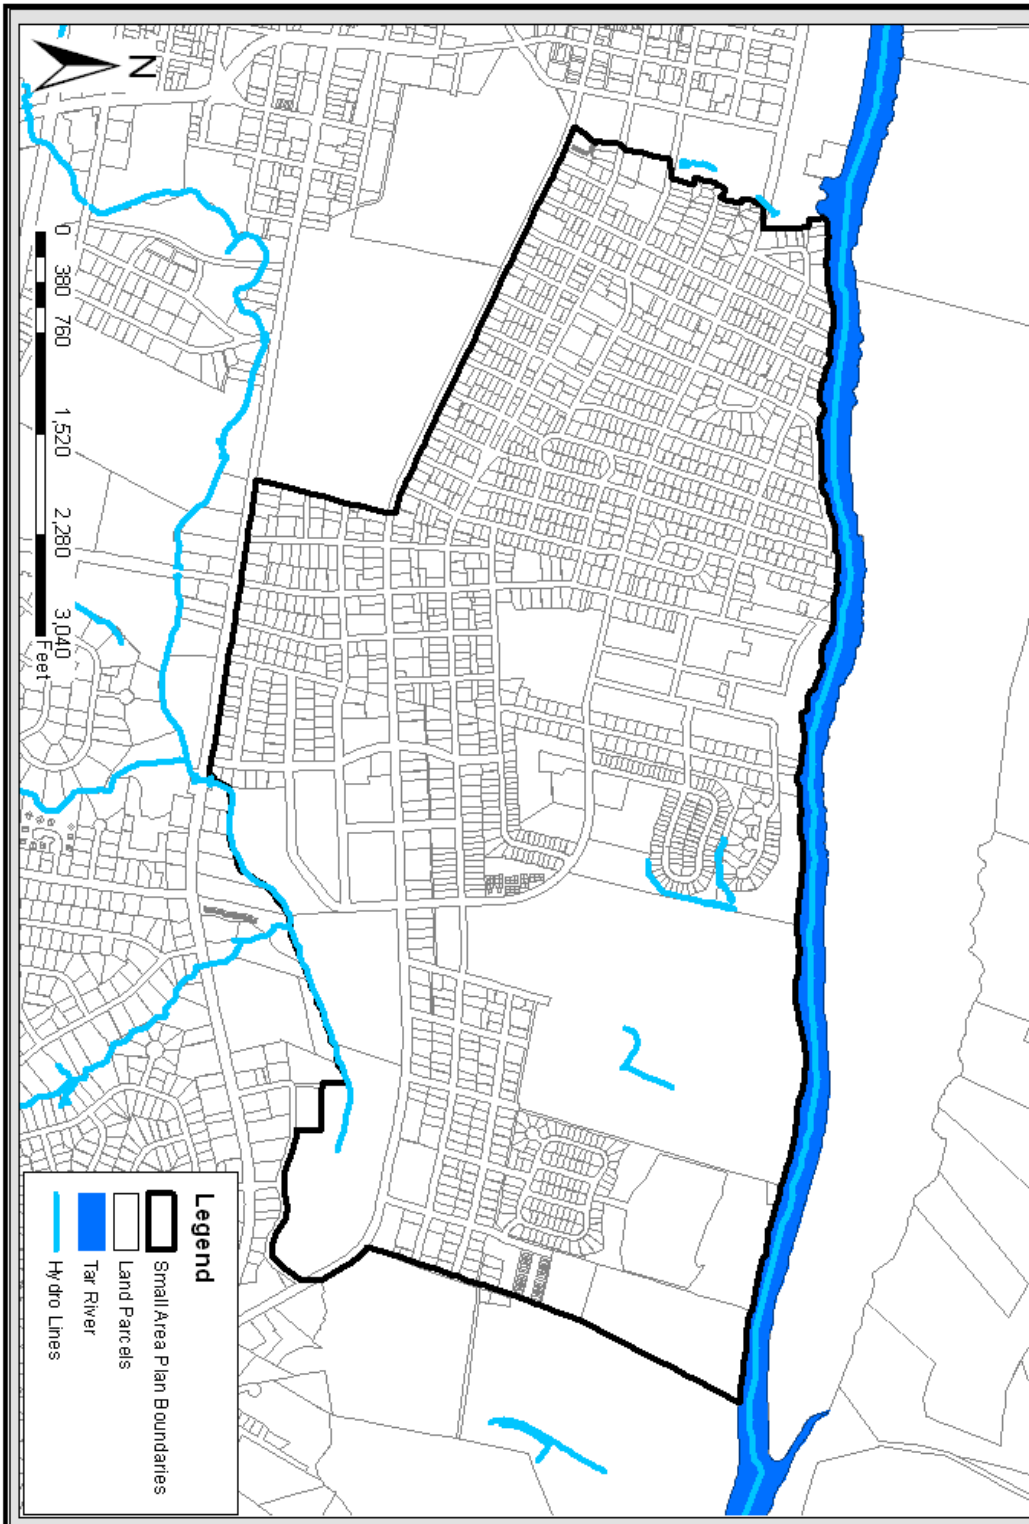 N
0 380 760 1,520 2,280 3,040
Feet
Legend
Small Area Plan Boundaries
Land Parcels
Tar River
Hydro Lines